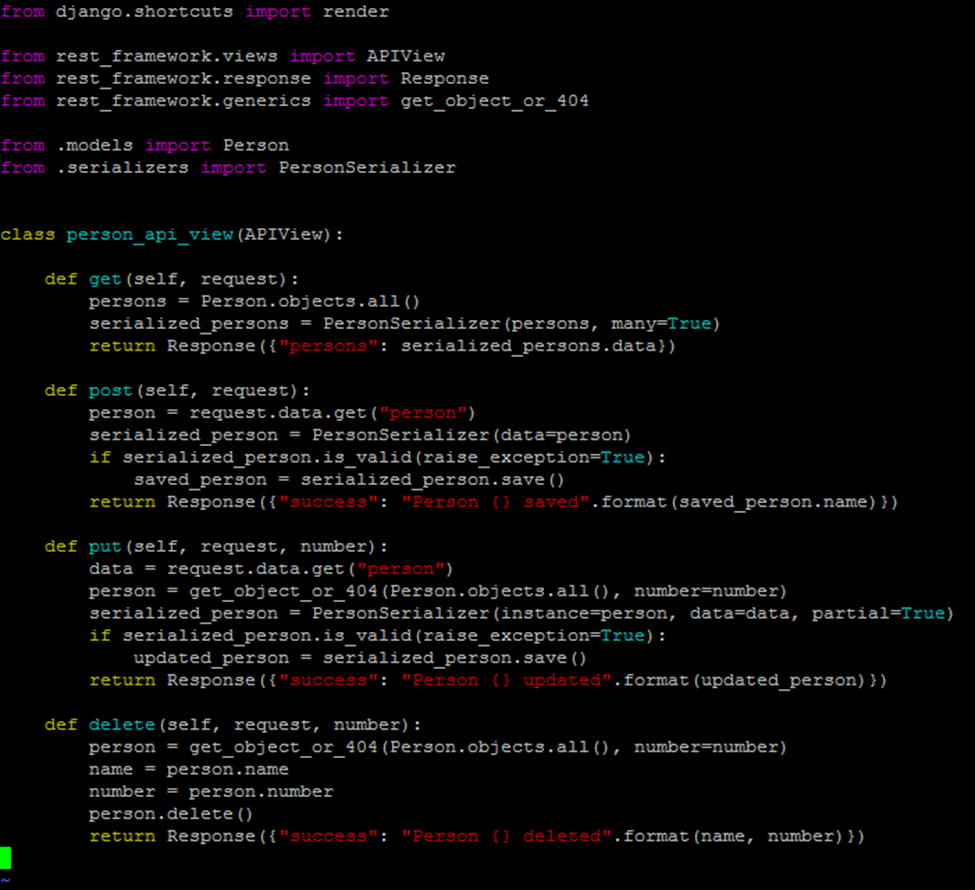 from django.shortcuts import render
from rest_framework.views import APIView
from rest_framework.response import Response
from rest_framework.generics import get_object_or_404
from .models import Person
from .serializers import PersonSerializer
class person_api_view(APIView):
    def get(self, request):
        persons = Person.objects.all()
        serialized_persons = PersonSerializer(persons, many=True)
        return Response({"persons": serialized_persons.data})
    def post(self, request):
        person = request.data.get("person")
        serialized_person = PersonSerializer(data=person)
        if serialized_person.is_valid(raise_exception=True):
            saved_person = serialized_person.save()
        return Response({"success": "Person {} saved".format(saved_person.name)})
    def put(self, request, number):
        data = request.data.get("person")
        person = get_object_or_404(Person.objects.all(), number=number)
        serialized_person = PersonSerializer(instance=person, data=data, partial=True)
        if serialized_person.is_valid(raise_exception=True):
            updated_person = serialized_person.save()
        return Response({"success": "Person {} updated".format(updated_person)})
    def delete(self, request, number):
        person = get_object_or_404(Person.objects.all(), number=number)
        name = person.name
        number = person.number
        person.delete()
        return Response({"success": "Person {} deleted".format(name, number)})
~